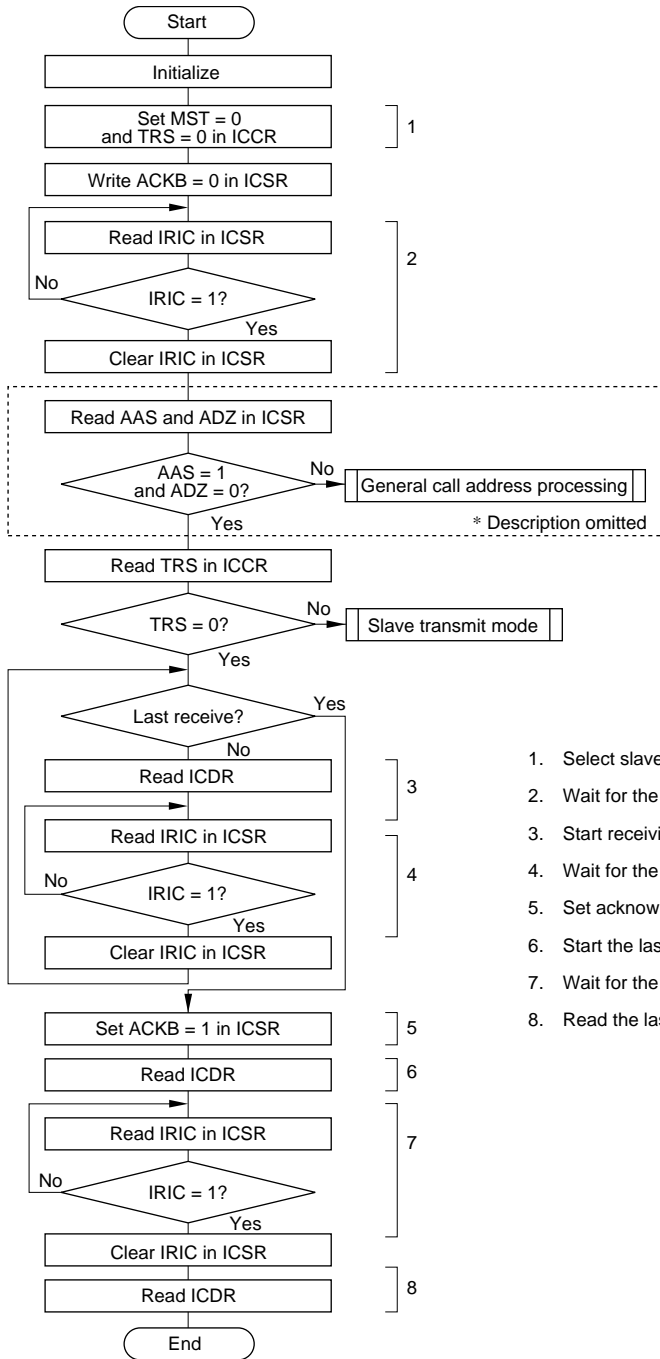 Start
Initialize
Set MST = 0
and TRS = 0 in ICCR
1
Write ACKB = 0 in ICSR
Read IRIC in ICSR
2
No
IRIC = 1?
Yes
Clear IRIC in ICSR
Read AAS and ADZ in ICSR
AAS = 1
and ADZ = 0?
No
General call address processing
Yes
* Description omitted
Read TRS in ICCR
TRS = 0?
No
Slave transmit mode
Yes
Last receive?
Yes
No
Read ICDR
3
Read IRIC in ICSR
4
No
IRIC = 1?
Yes
Clear IRIC in ICSR
Set ACKB = 1 in ICSR
5
Read ICDR
6
Read IRIC in ICSR
7
No
IRIC = 1?
Yes
Clear IRIC in ICSR
Read ICDR
8
End
1. Select slave
2. Wait for the
3. Start receivi
4. Wait for the
5. Set acknow
6. Start the las
7. Wait for the
8. Read the las